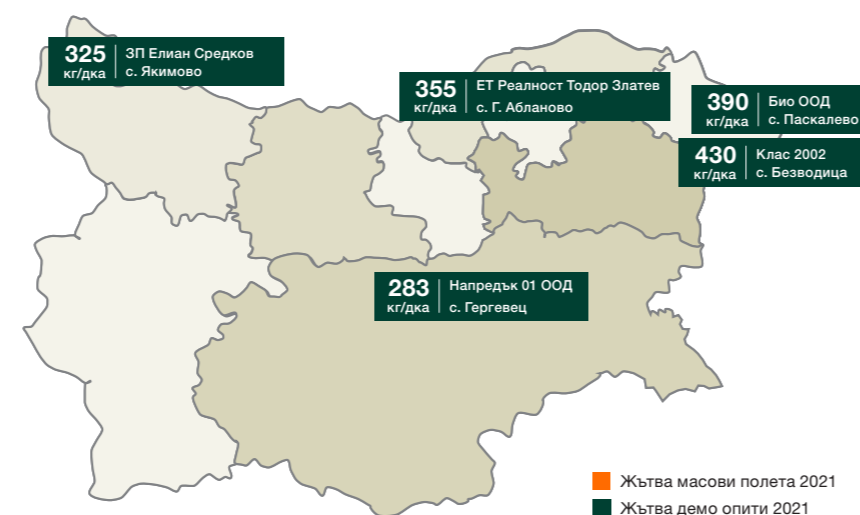 325
кг/дка
ЗП Елиан Средков
с. Якимово
355
кг/дка
ЕТ Реалност Тодор Златев
с. Г. Абланово
390
кг/дка
Био ООД
с. Паскалево
430
кг/дка
Клас 2002
с. Безводица
283
кг/дка
Напредък 01 ООД
с. Гергевец
Жътва масови полета 2021
Жътва демо опити 2021